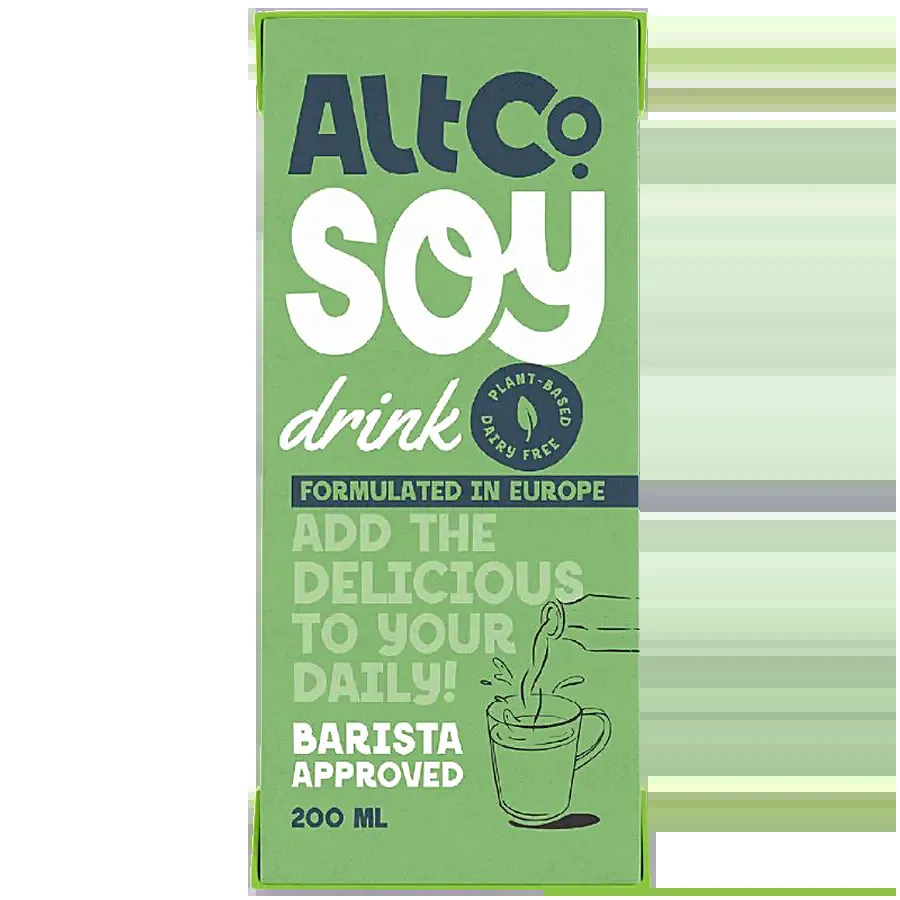 AltCo.
SOY
drink
PLANT-BASED
DAIRY FREE
FORMULATED IN EUROPE
ADD THE
DELICIOUS
TO YOUR
DAILY!
BARISTA
APPROVED
200 ML